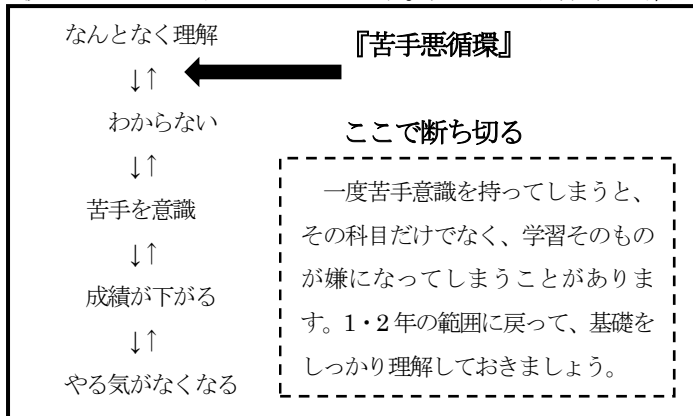 なんとなく理解
↓↑
わからない
↓↑
苦手を意識
↓↑
成績が下がる
↓↑
やる気がなくなる
『苦手悪循環』
ここで断ち切る
一度苦手意識を持ってしまうと、
その科目だけでなく、学習そのもの
が嫌になってしまうことがありま
す。1・2年の範囲に戻って、基礎を
しっかり理解しておきましょう。